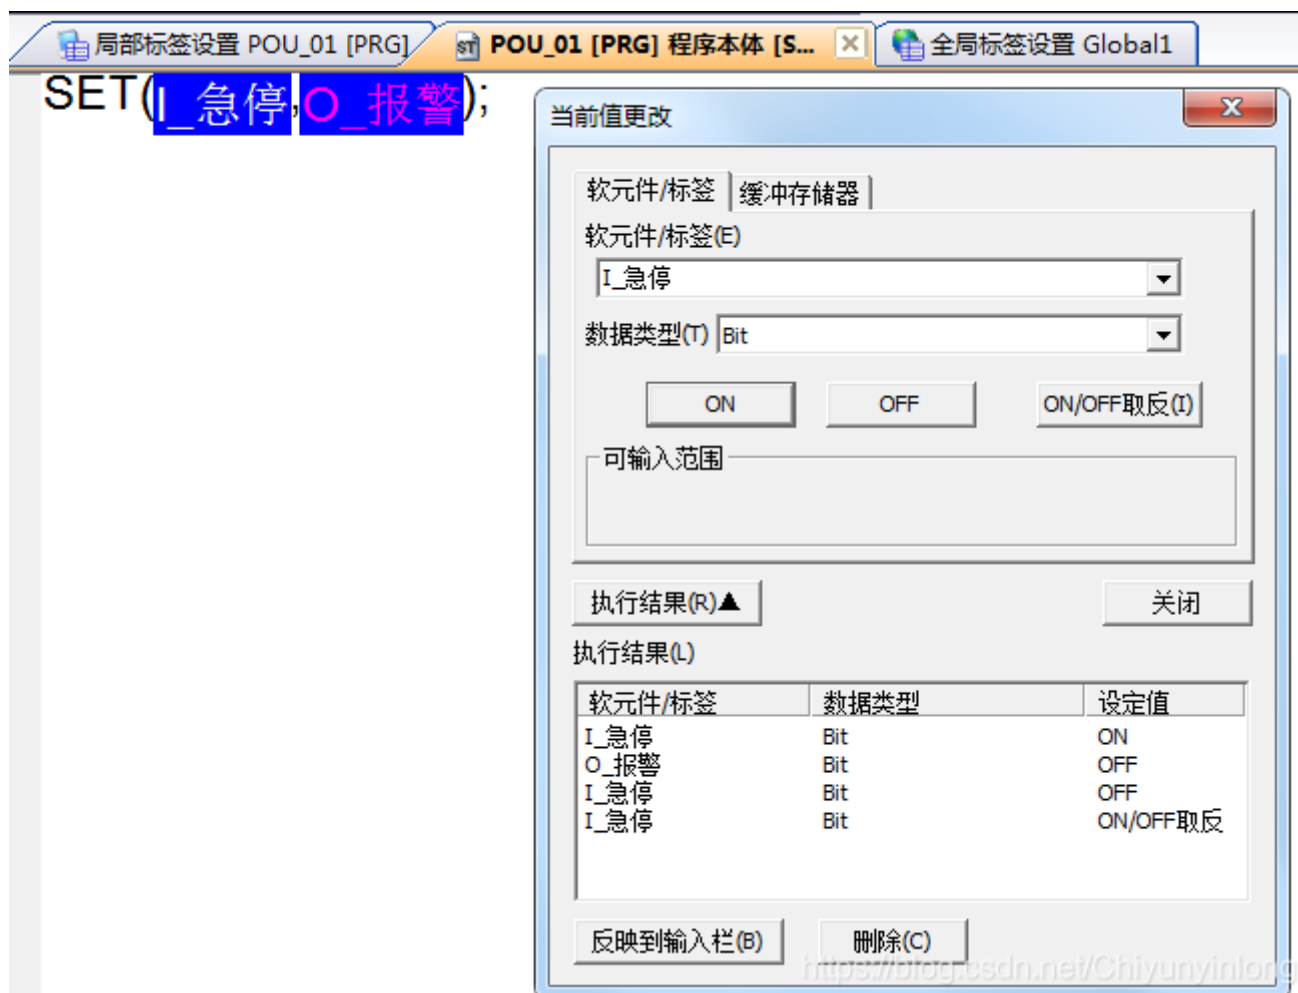 局部标签设置 POU_01 [PRG]
POU_01 [PRG] 程序本体 [S...
全局标签设置 Global1
SET(I_急停,O_报警);
当前值更改
软元件/标签
缓冲存储器
软元件/标签(E)
I_急停
数据类型(T) Bit
ON
OFF
ON/OFF取反(I)
可输入范围
执行结果(R)▲
关闭
执行结果(L)
软元件/标签 数据类型 设定值
I_急停 Bit ON
O_报警 Bit OFF
I_急停 Bit OFF
I_急停 Bit ON/OFF取反
反映到输入栏(B)
删除(C)
https://blog.csdn.net/Chiyunyinlong